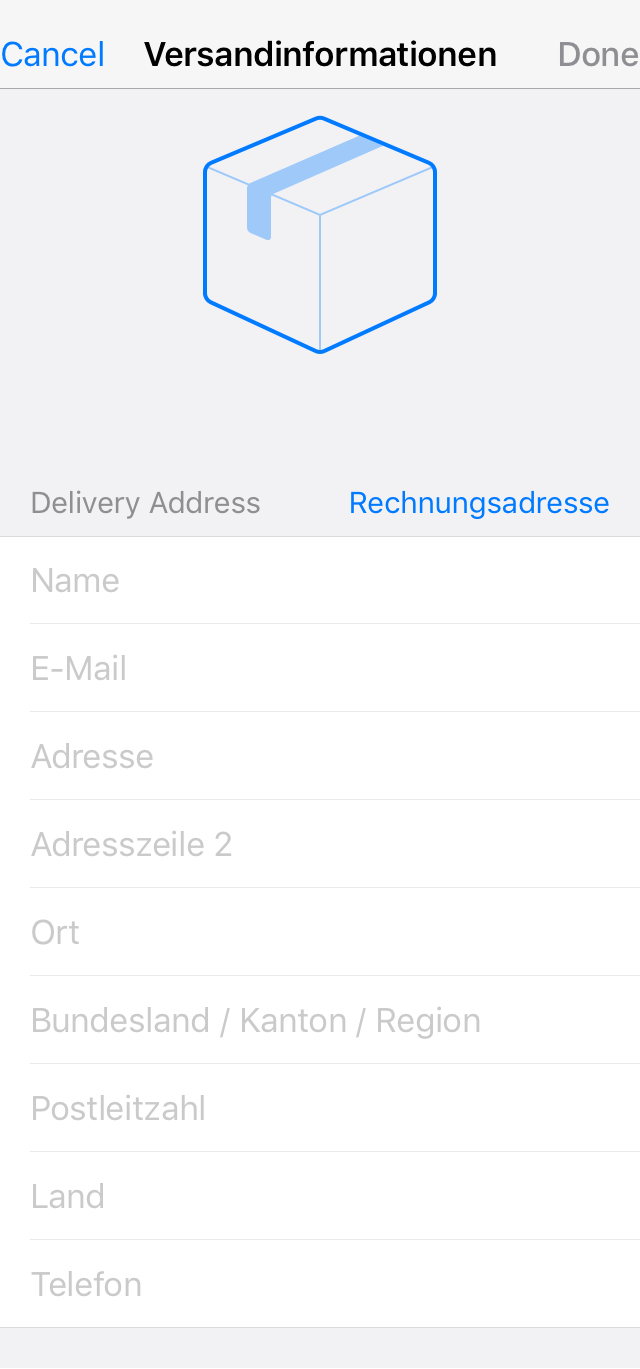 Cancel Versandinformationen Done
Delivery Address Rechnungsadresse
Name
E-Mail
Adresse
Adresszeile 2
Ort
Bundesland / Kanton / Region
Postleitzahl
Land
Telefon